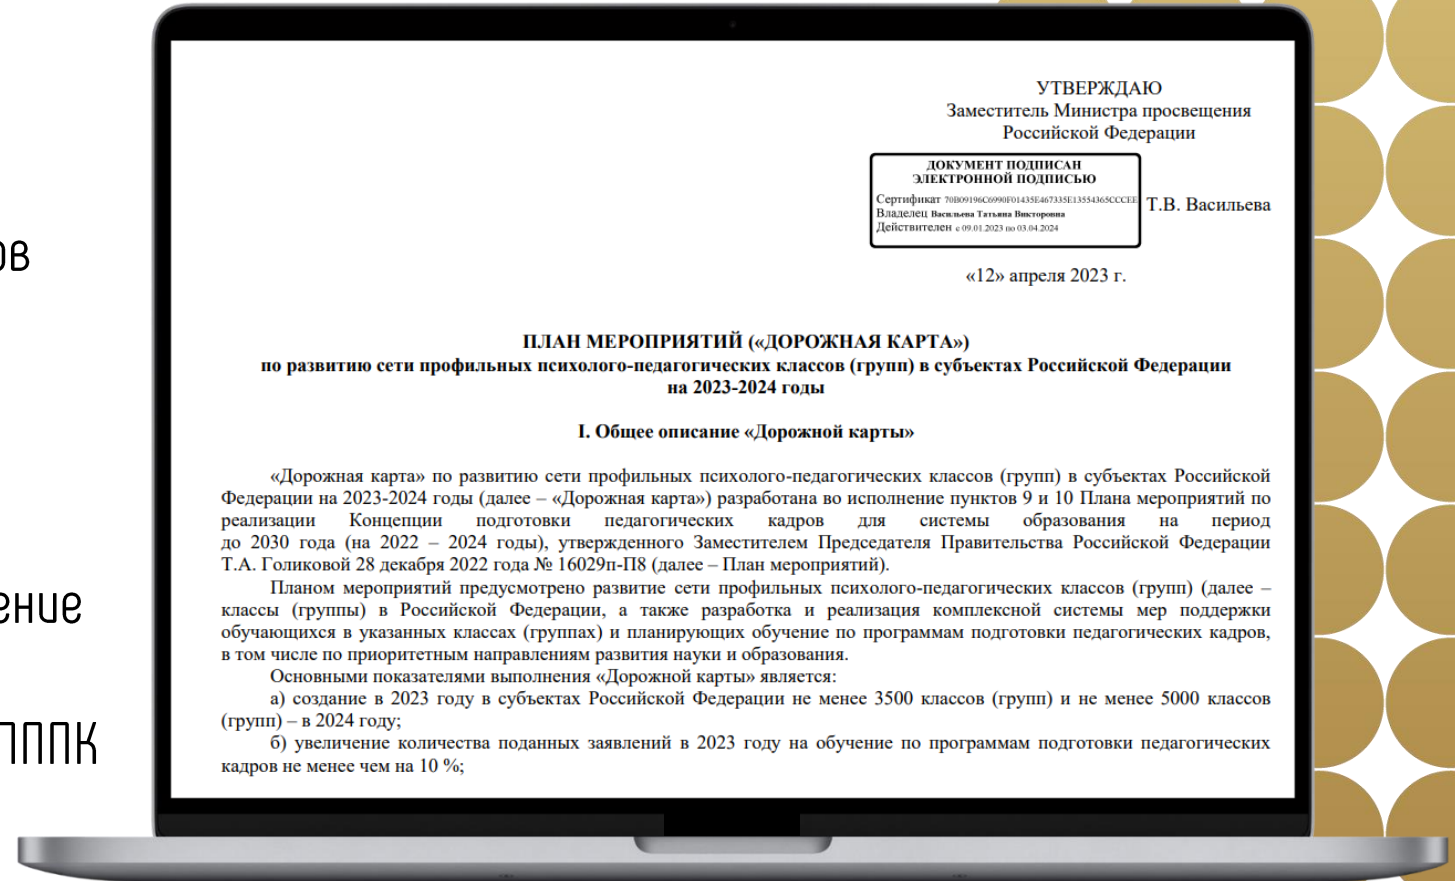 ов
ение
ПППК
УТВЕРЖДАЮ
Заместитель Министра просвещения
Российской Федерации
ДОКУМЕНТ ПОДПИСАН
ЭЛЕКТРОННОЙ ПОДПИСЬЮ
Сертификат 70B09196C6990F01435E467335E13554365CCCEE
Владелец Васильева Татьяна Викторовна
Действителен с 09.01.2023 по 03.04.2024
Т.В. Васильева
«12» апреля 2023 г.
ПЛАН МЕРОПРИЯТИЙ («ДОРОЖНАЯ КАРТА»)
по развитию сети профильных психолого-педагогических классов (групп) в субъектах Российской Федерации
на 2023-2024 годы
I. Общее описание «Дорожной карты»
«Дорожная карта» по развитию сети профильных психолого-педагогических классов (групп) в субъектах Российской
Федерации на 2023-2024 годы (далее – «Дорожная карта») разработана во исполнение пунктов 9 и 10 Плана мероприятий по
реализации Концепции подготовки педагогических кадров для системы образования на период
до 2030 года (на 2022 – 2024 годы), утвержденного Заместителем Председателя Правительства Российской Федерации
Т.А. Голиковой 28 декабря 2022 года № 16029п-П8 (далее – План мероприятий).
Планом мероприятий предусмотрено развитие сети профильных психолого-педагогических классов (групп) (далее –
классы (группы) в Российской Федерации, а также разработка и реализация комплексной системы мер поддержки
обучающихся в указанных классах (группах) и планирующих обучение по программам подготовки педагогических кадров,
в том числе по приоритетным направлениям развития науки и образования.
Основными показателями выполнения «Дорожной карты» является:
а) создание в 2023 году в субъектах Российской Федерации не менее 3500 классов (групп) и не менее 5000 классов
(групп) – в 2024 году;
б) увеличение количества поданных заявлений в 2023 году на обучение по программам подготовки педагогических
кадров не менее чем на 10 %;